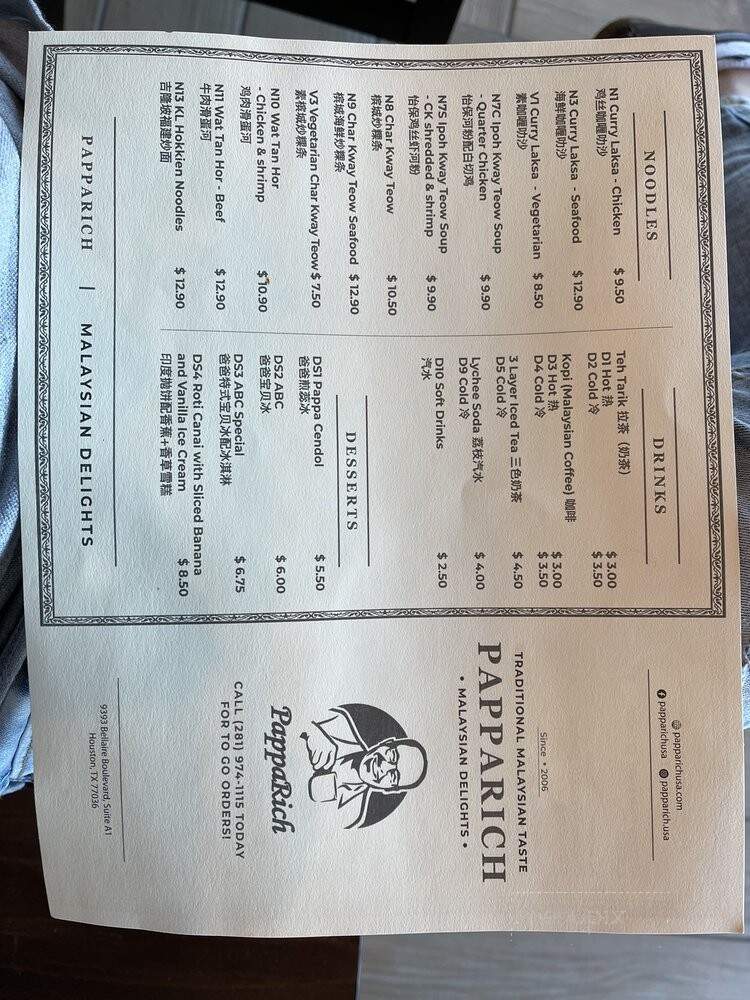 NOODLES
N1 Curry Laksa - Chicken $ 9.50
鸡丝咖喱叻沙
N3 Curry Laksa - Seafood $ 12.90
海鲜咖喱叻沙
V1 Curry Laksa - Vegetarian $ 8.50
素咖喱叻沙
N7C Ipoh Kway Teow Soup
- Quarter Chicken $ 9.90
怡保河粉配白切鸡
N7S Ipoh Kway Teow Soup
- CK shredded & shrimp $ 9.90
怡保鸡丝虾河粉
N8 Char Kway Teow $ 10.50
槟城炒粿条
N9 Char Kway Teow Seafood $ 12.90
槟城海鲜炒粿条
V3 Vegetarian Char Kway Teow $ 7.50
素槟城炒粿条
N10 Wat Tan Hor
- Chicken & shrimp $ 10.90
鸡肉滑蛋河
N11 Wat Tan Hor - Beef $ 12.90
牛肉滑蛋河
N13 KL Hokkien Noodles $ 12.90
吉隆坡福建炒面
DRINKS
Teh Tarik 拉茶 (奶茶)
D1 Hot 热 $ 3.00
D2 Cold 冷 $ 3.50
Kopi (Malaysian Coffee) 咖啡
D3 Hot 热 $ 3.00
D4 Cold 冷 $ 3.50
3 Layer Iced Tea 三色奶茶
D5 Cold 冷 $ 4.50
Lychee Soda 荔枝汽水
D9 Cold 冷 $ 4.00
D10 Soft Drinks $ 2.50
汽水
DESSERTS
DS1 Pappa Cendol $ 5.50
爸爸煎蕊冰
DS2 ABC $ 6.00
爸爸宝贝冰
DS3 ABC Special $ 6.75
爸爸特式宝贝冰配冰淇淋
DS4 Roti Canai with Sliced Banana
and Vanilla Ice Cream $ 8.50
印度抛饼配香蕉+香草雪糕
PAPPARICH | MALAYSIAN DELIGHTS
papparichusa.com
papparichusa papparich.usa
Since • 2006
TRADITIONAL MALAYSIAN TASTE
PAPPARICH
• MALAYSIAN DELIGHTS •
PappaRich
CALL (281) 974-1115 TODAY
FOR TO GO ORDERS!
9393 Bellaire Boulevard, Suite A1
Houston, TX 77036